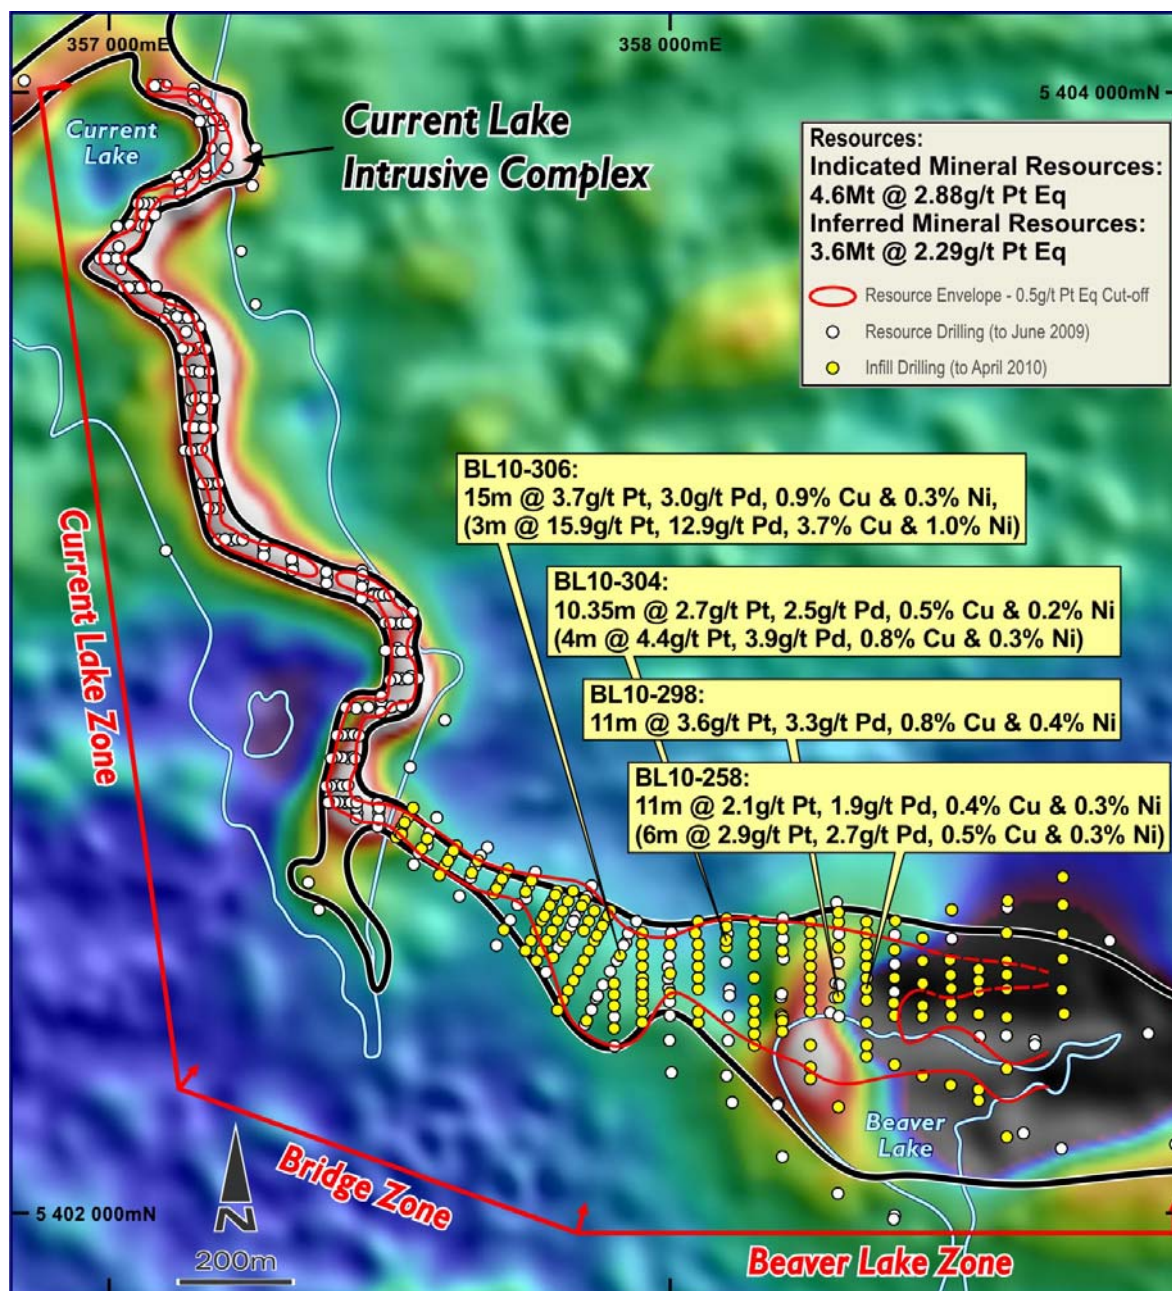 357 000mE
358 000mE
5 404 000mN
Current
Lake
Current Lake
Intrusive Complex
Resources:
Indicated Mineral Resources:
4.6Mt @ 2.88g/t Pt Eq
Inferred Mineral Resources:
3.6Mt @ 2.29g/t Pt Eq
Resource Envelope - 0.5g/t Pt Eq Cut-off
Resource Drilling (to June 2009)
Infill Drilling (to April 2010)
BL10-306:
15m @ 3.7g/t Pt, 3.0g/t Pd, 0.9% Cu & 0.3% Ni,
(3m @ 15.9g/t Pt, 12.9g/t Pd, 3.7% Cu & 1.0% Ni)
BL10-304:
10.35m @ 2.7g/t Pt, 2.5g/t Pd, 0.5% Cu & 0.2% Ni
(4m @ 4.4g/t Pt, 3.9g/t Pd, 0.8% Cu & 0.3% Ni)
BL10-298:
11m @ 3.6g/t Pt, 3.3g/t Pd, 0.8% Cu & 0.4% Ni
BL10-258:
11m @ 2.1g/t Pt, 1.9g/t Pd, 0.4% Cu & 0.3% Ni
(6m @ 2.9g/t Pt, 2.7g/t Pd, 0.5% Cu & 0.3% Ni)
Current Lake Zone
Beaver
Lake
Bridge Zone
5 402 000mN
N
200m
Beaver Lake Zone